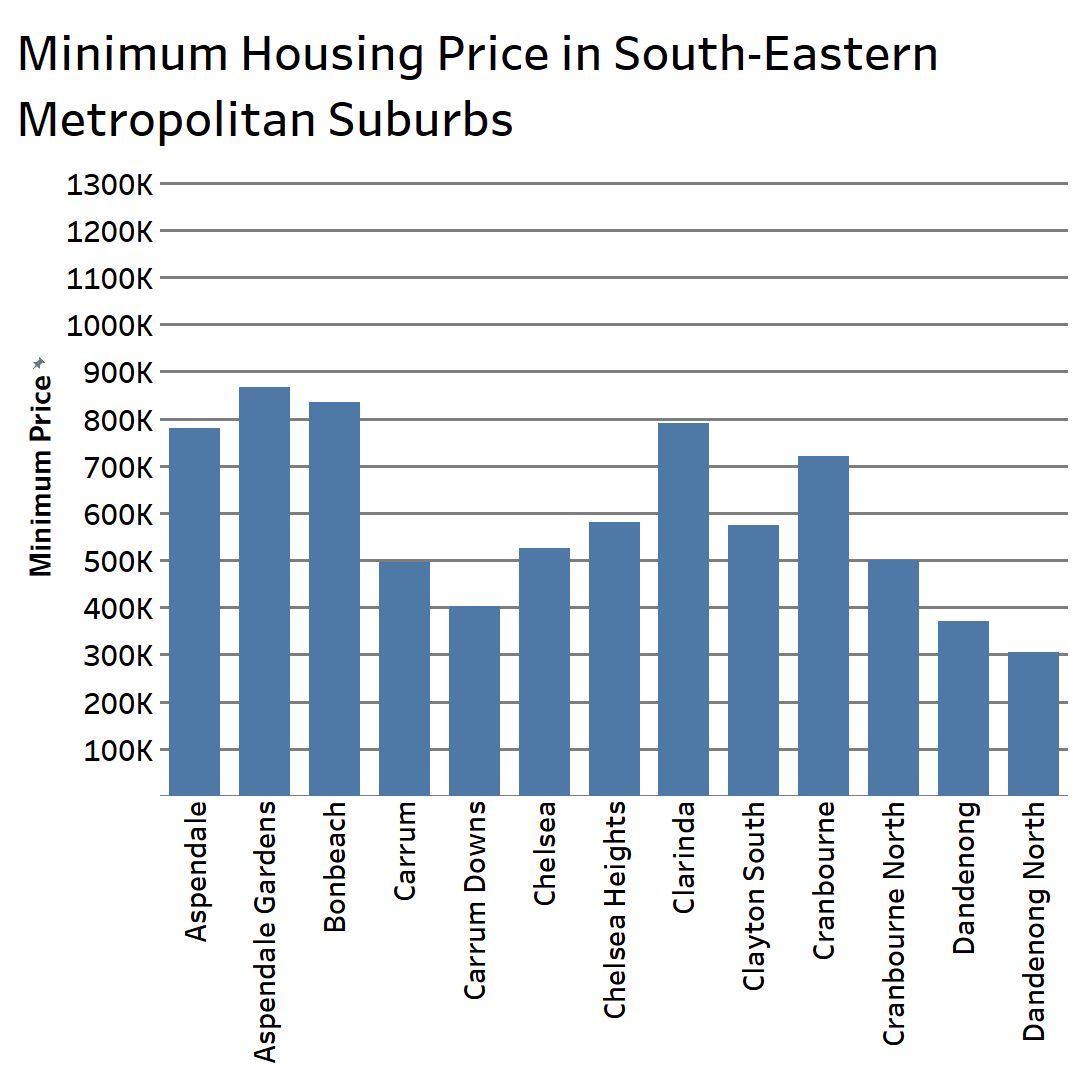 Minimum Housing Price in South-Eastern
Metropolitan Suburbs
1300K
1200K
1100K
1000K
900K
800K
700K
600K
500K
400K
300K
200K
100K
Minimum Price
Aspendale
Aspendale Gardens
Bonbeach
Carrum
Carrum Downs
Chelsea
Chelsea Heights
Clarinda
Clayton South
Cranbourne
Cranbourne North
Dandenong
Dandenong North